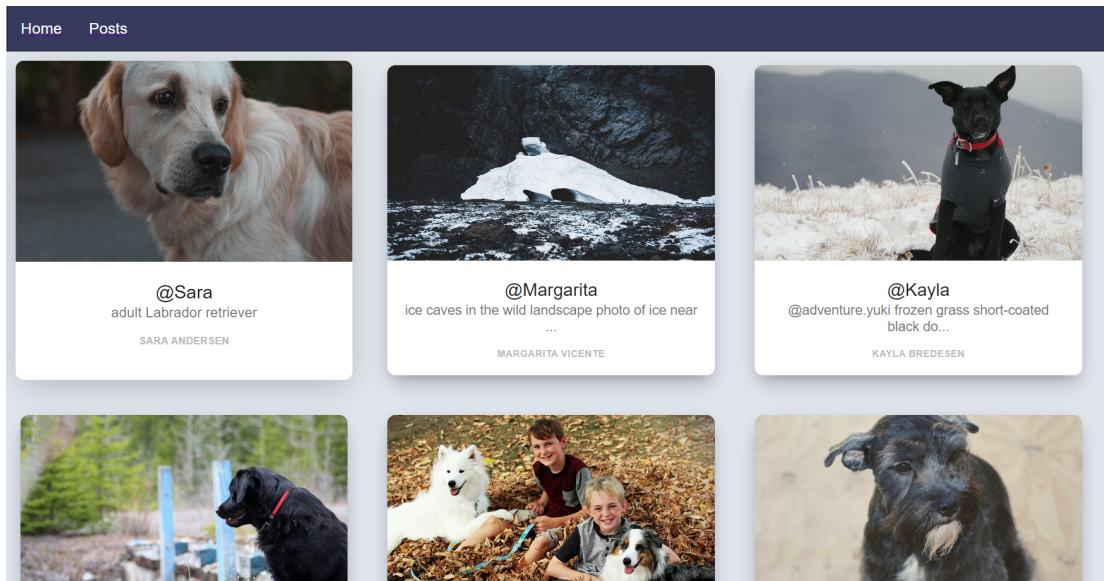 Home Posts
@Sara
adult Labrador retriever
SARA ANDERSEN
@Margarita
ice caves in the wild landscape photo of ice near
...
MARGARITA VICENTE
@Kayla
@adventure.yuki frozen grass short-coated
black do...
KAYLA BREDESEN